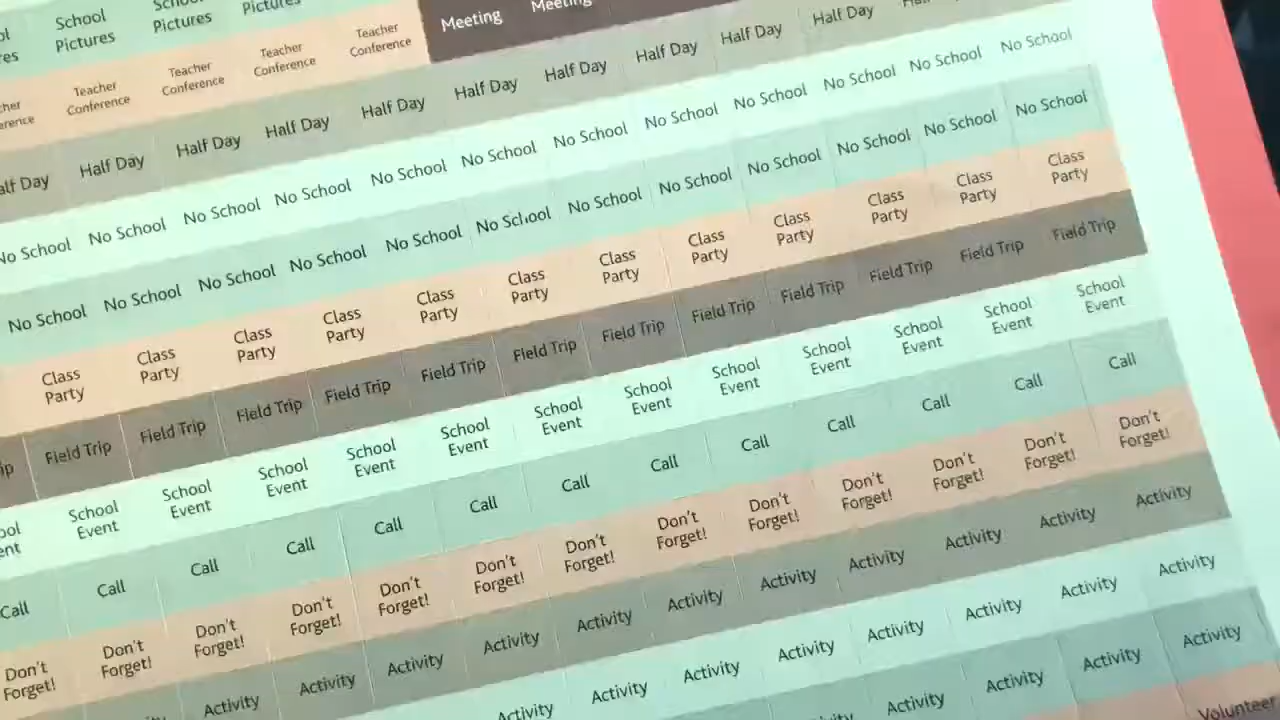 School School
Pictures Pictures Pictures
Meeting Meeting
Teacher Teacher Teacher Teacher
Conference Conference Conference Conference
Half Day Half Day Half Day Half Day Half Day Half Day Half Day Half Day Half Day
No School No School No School No School No School No School No School No School No School No School No School No School
No School No School No School No School No School No School No School No School No School No School No School No School
Class Class Class Class Class Class Class Class Class Class Class Class
Party Party Party Party Party Party Party Party Party Party Party Party
Field Trip Field Trip Field Trip Field Trip Field Trip Field Trip Field Trip Field Trip Field Trip Field Trip Field Trip Field Trip
School School School School School School School School School School School School
Event Event Event Event Event Event Event Event Event Event Event Event
Call Call Call Call Call Call Call Call Call Call Call Call Call
Don't Don't Don't Don't Don't Don't Don't Don't Don't Don't Don't Don't Don't
Forget! Forget! Forget! Forget! Forget! Forget! Forget! Forget! Forget! Forget! Forget! Forget! Forget!
Activity Activity Activity Activity Activity Activity Activity Activity Activity Activity Activity
Activity Activity Activity Activity Activity Activity Activity Activity
Activity Activity Activity Activity
Volunteer